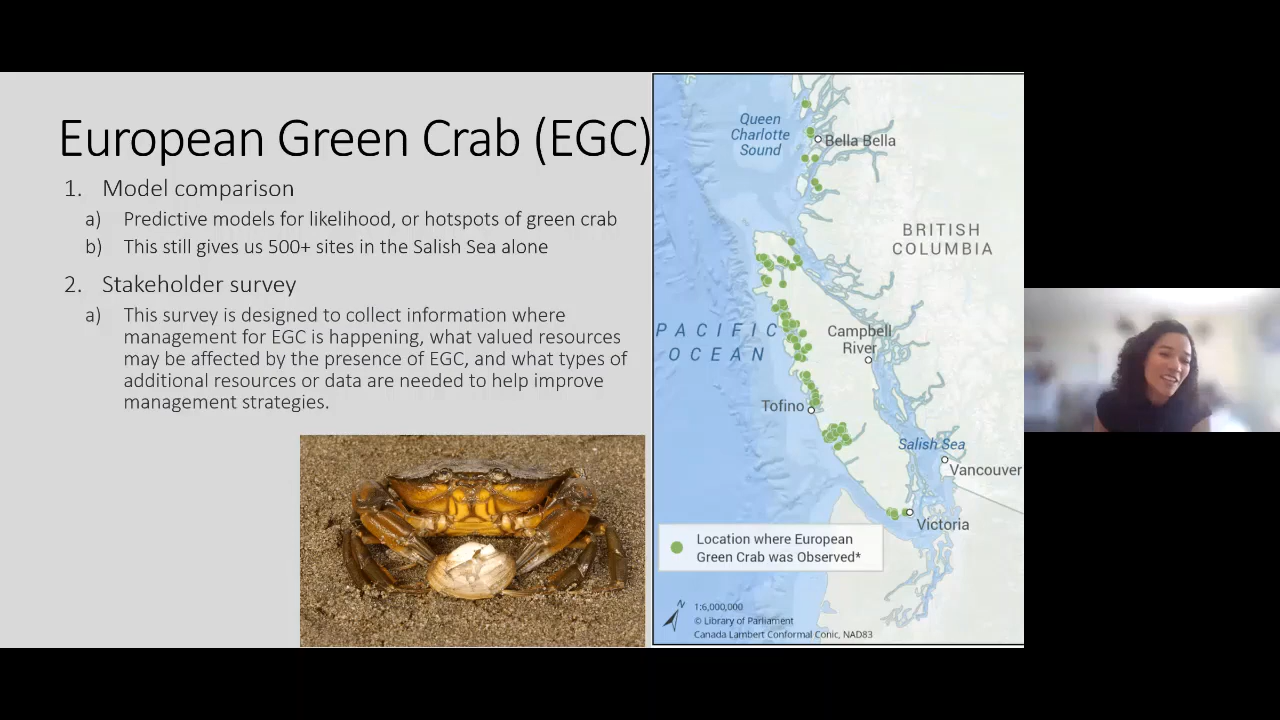 European Green Crab (EGC)
1. Model comparison
a) Predictive models for likelihood, or hotspots of green crab
b) This still gives us 500+ sites in the Salish Sea alone
2. Stakeholder survey
a) This survey is designed to collect information where
management for EGC is happening, what valued resources
may be affected by the presence of EGC, and what types of
additional resources or data are needed to help improve
management strategies.
Queen
Charlotte
Sound
Bella Bella
BRITISH
COLUMBIA
PACIFIC
OCEAN
Campbell
River
Tofino
Salish Sea
Vancouver
Victoria
Location where European
Green Crab was Observed*
N
1:6,000,000
© Library of Parliament
Canada Lambert Conformal Conic, NAD83